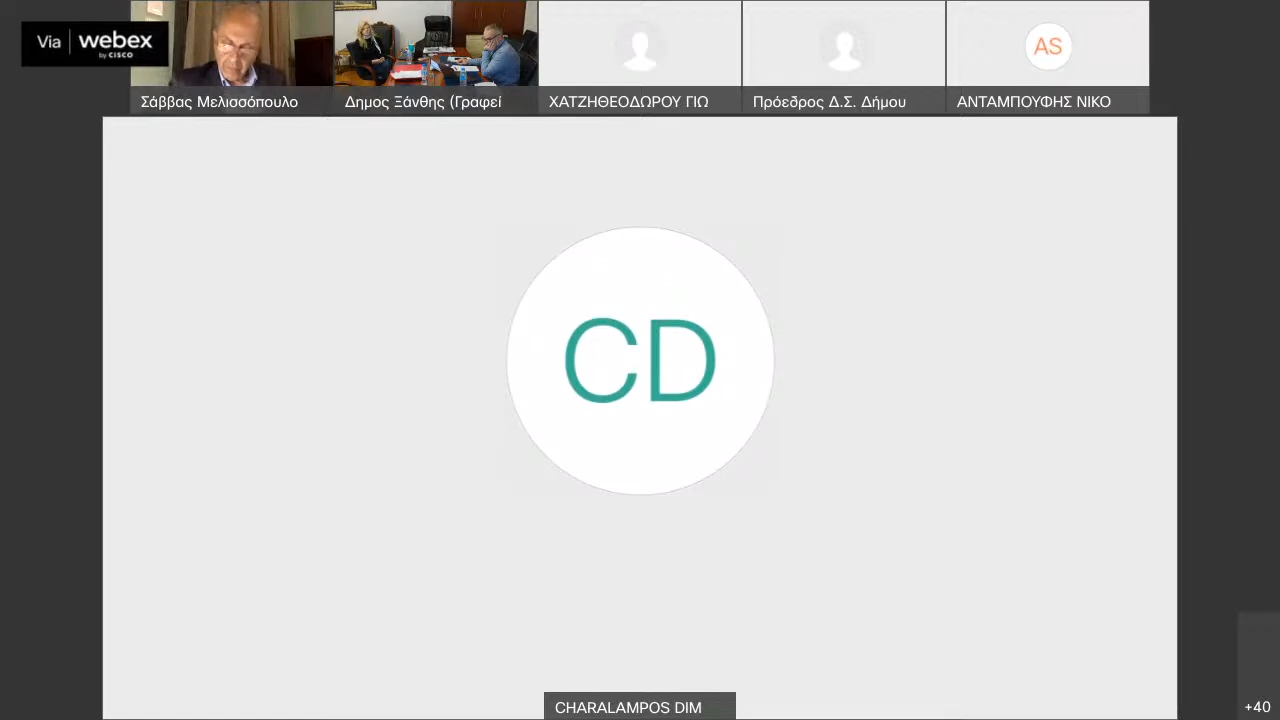 Via webex
by CISCO
AS
Σάββας Μελισσόπουλο
Δημος Ξάνθης (Γραφεί
ΧΑΤΖΗΘΕΟΔΩΡΟΥ ΓΙΩ
Πρόεδρος Δ.Σ. Δήμου
ΑΝΤΑΜΠΟΥΦΗΣ ΝΙΚΟ
CD
CHARALAMPOS DIM
+40